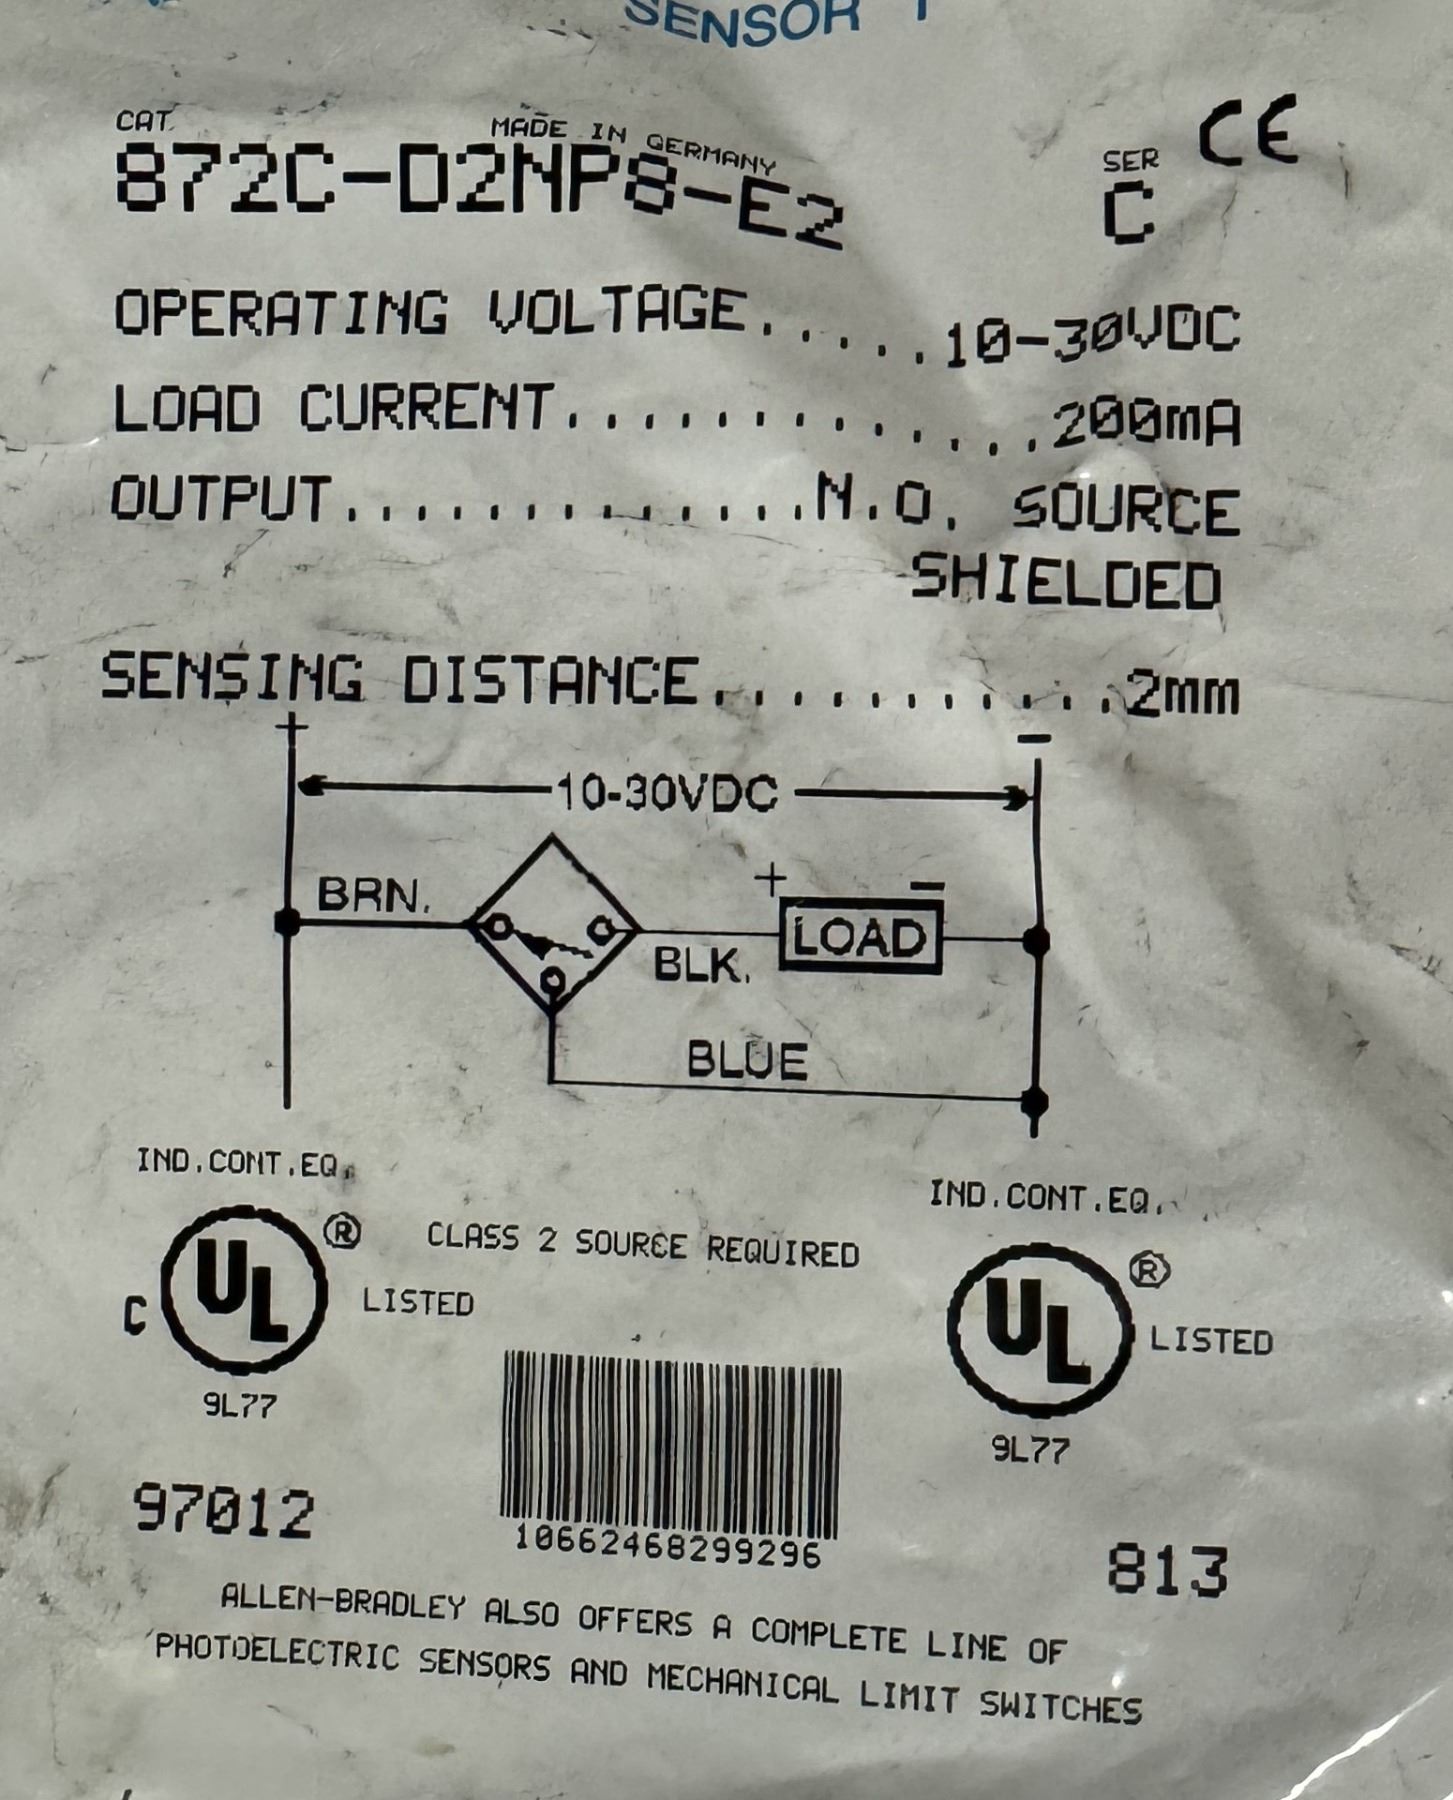 SENSOR
CAT. MADE IN GERMANY SER CE
872C-D2NP8-E2 C
OPERATING VOLTAGE.....10-30VDC
LOAD CURRENT.............200mA
OUTPUT.............N.O. SOURCE
SHIELDED
SENSING DISTANCE...........2mm
+ -
10-30VDC
BRN. + -
LOAD
BLK.
BLUE
IND.CONT.EQ. IND.CONT.EQ.
CLASS 2 SOURCE REQUIRED
C UL ® LISTED UL ® LISTED
9L77 9L77
97012 10662468299296 813
ALLEN-BRADLEY ALSO OFFERS A COMPLETE LINE OF
PHOTOELECTRIC SENSORS AND MECHANICAL LIMIT SWITCHES